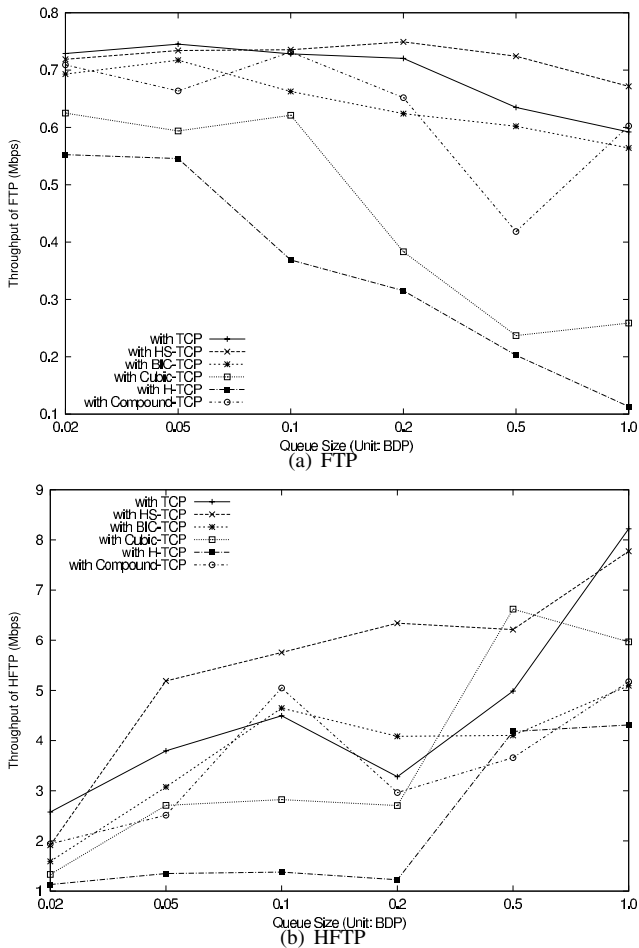 0.8
0.7
0.6
0.5
0.4
0.3
0.2
0.1
Throughput of FTP (Mbps)
with TCP
with HS-TCP
with BIC-TCP
with Cubic-TCP
with H-TCP
with Compound-TCP
0.02 0.05 0.1 0.2 0.5 1.0
Queue Size (Unit: BDP)
(a) FTP
9
8
7
6
5
4
3
2
1
Throughput of HFTP (Mbps)
with TCP
with HS-TCP
with BIC-TCP
with Cubic-TCP
with H-TCP
with Compound-TCP
0.02 0.05 0.1 0.2 0.5 1.0
Queue Size (Unit: BDP)
(b) HFTP